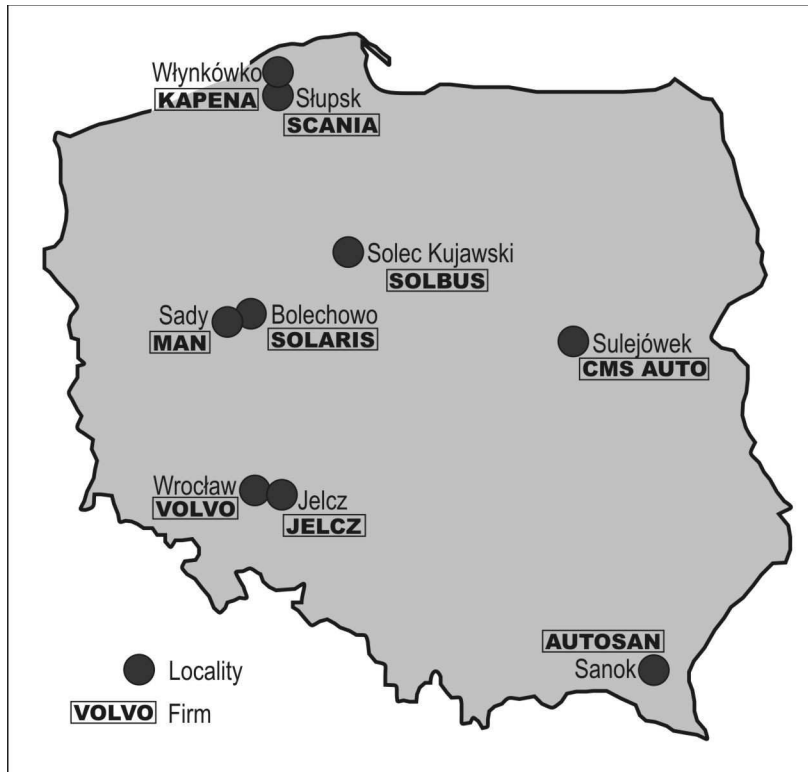 Włynkówko
KAPENA
Słupsk
SCANIA
Solec Kujawski
SOLBUS
Sady
MAN
Bolechowo
SOLARIS
Sulejówek
CMS AUTO
Wrocław
VOLVO
Jelcz
JELCZ
AUTOSAN
Sanok
Locality
VOLVO Firm